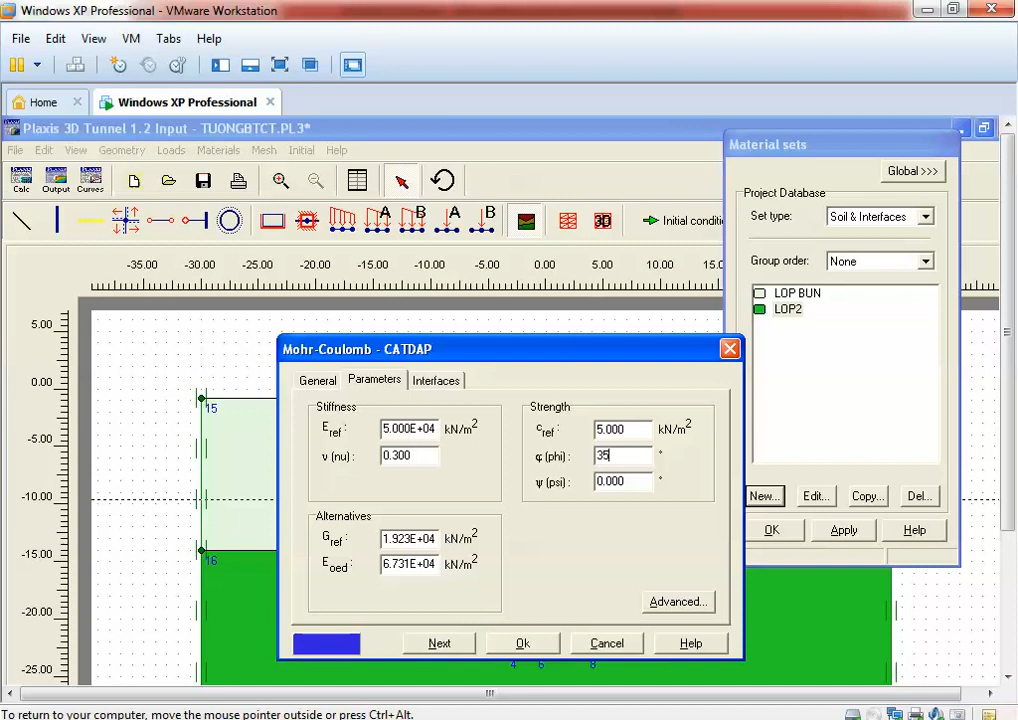 Windows XP Professional - VMware Workstation
File Edit View VM Tabs Help
Home Windows XP Professional
Plaxis 3D Tunnel 1.2 Input - TUONGBTCT.PL3*
File Edit View Geometry Loads Materials Mesh Initial Help
Calc Output Curves
A B A B 3D Initial conditi
-35.00 -30.00 -25.00 -20.00 -15.00 -10.00 -5.00 0.00 5.00 10.00 15.0
5.00
0.00
-5.00
-10.00
-15.00
-20.00
-25.00
15
16
4 6 8
Material sets
Global >>>
Project Database
Set type: Soil & Interfaces
Group order: None
LOP BUN
LOP2
New... Edit... Copy... Del...
OK Apply Help
Mohr-Coulomb - CATDAP
General Parameters Interfaces
Stiffness
Eref : 5.000E+04 kN/m2
ν (nu) : 0.300
Strength
cref : 5.000 kN/m2
φ (phi) : 35 °
ψ (psi) : 0.000 °
Alternatives
Gref : 1.923E+04 kN/m2
Eoed : 6.731E+04 kN/m2
Advanced...
Next Ok Cancel Help
To return to your computer, move the mouse pointer outside or press Ctrl+Alt.